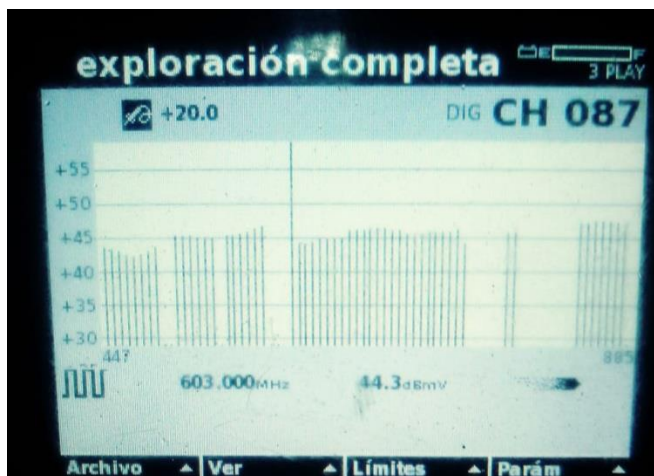 exploración completa
E F
3 PLAY
+20.0
DIG CH 087
+55
+50
+45
+40
+35
+30
447
885
603.000MHz 44.3dBmV
Archivo Ver Límites Parám